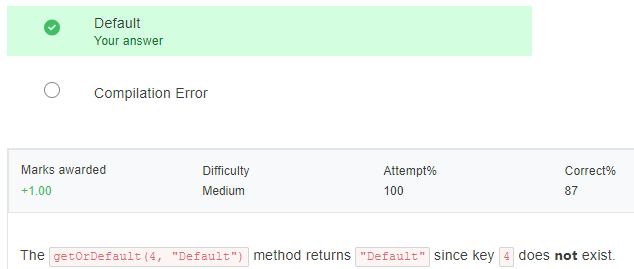 Default
Your answer
Compilation Error
Marks awarded Difficulty Attempt% Correct%
+1.00 Medium 100 87
The getOrDefault(4, "Default") method returns "Default" since key 4 does not exist.